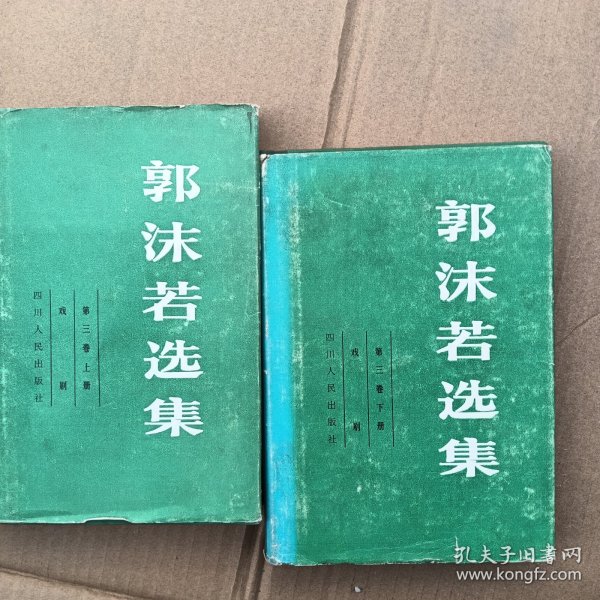 郭沫若选集
第三卷上册
戏剧
四川人民出版社
郭沫若选集
第三卷下册
戏剧
四川人民出版社
孔夫子旧书网
www.kongfz.com